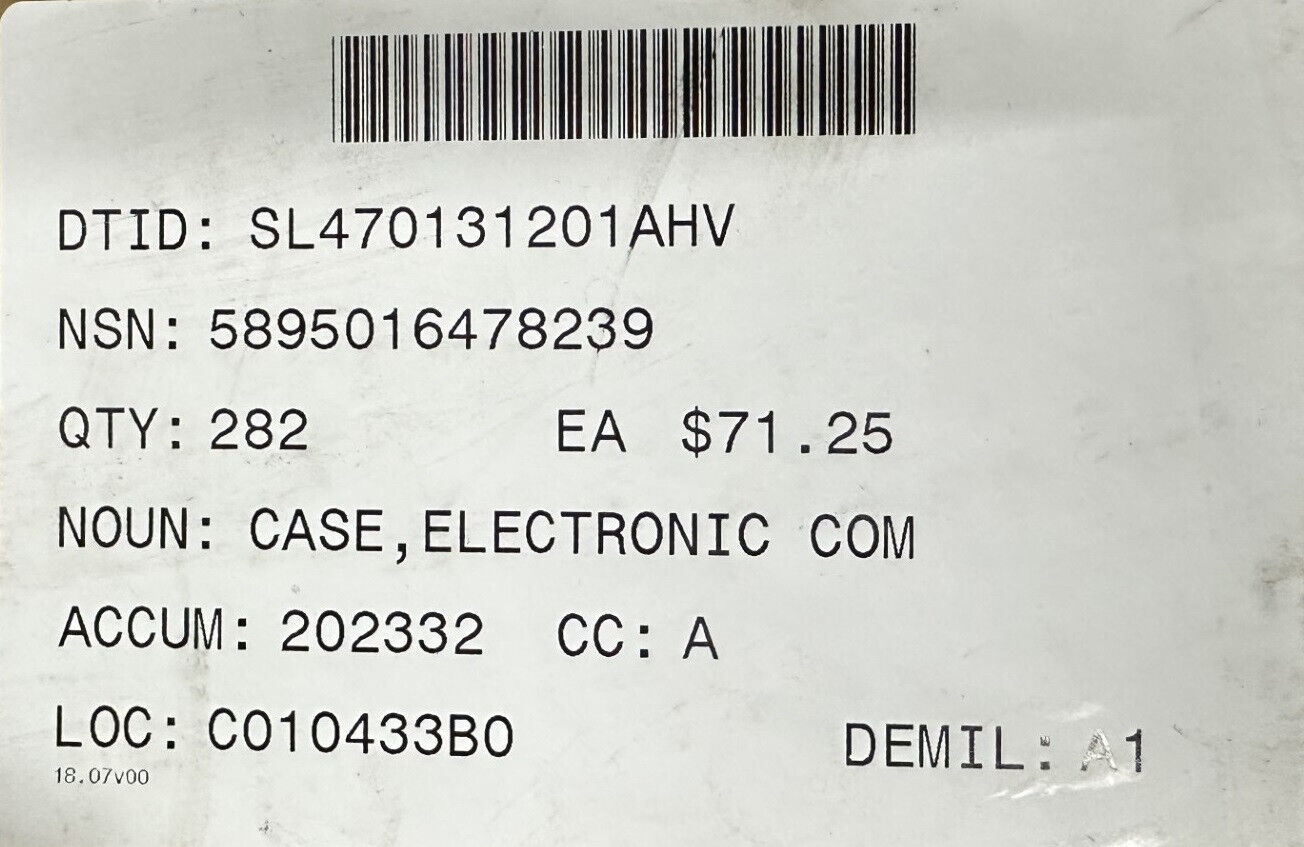 DTID: SL470131201AHV
NSN: 5895016478239
QTY: 282 EA $71.25
NOUN: CASE,ELECTRONIC COM
ACCUM: 202332 CC: A
LOC: C010433B0 DEMIL: A1
18.07v00